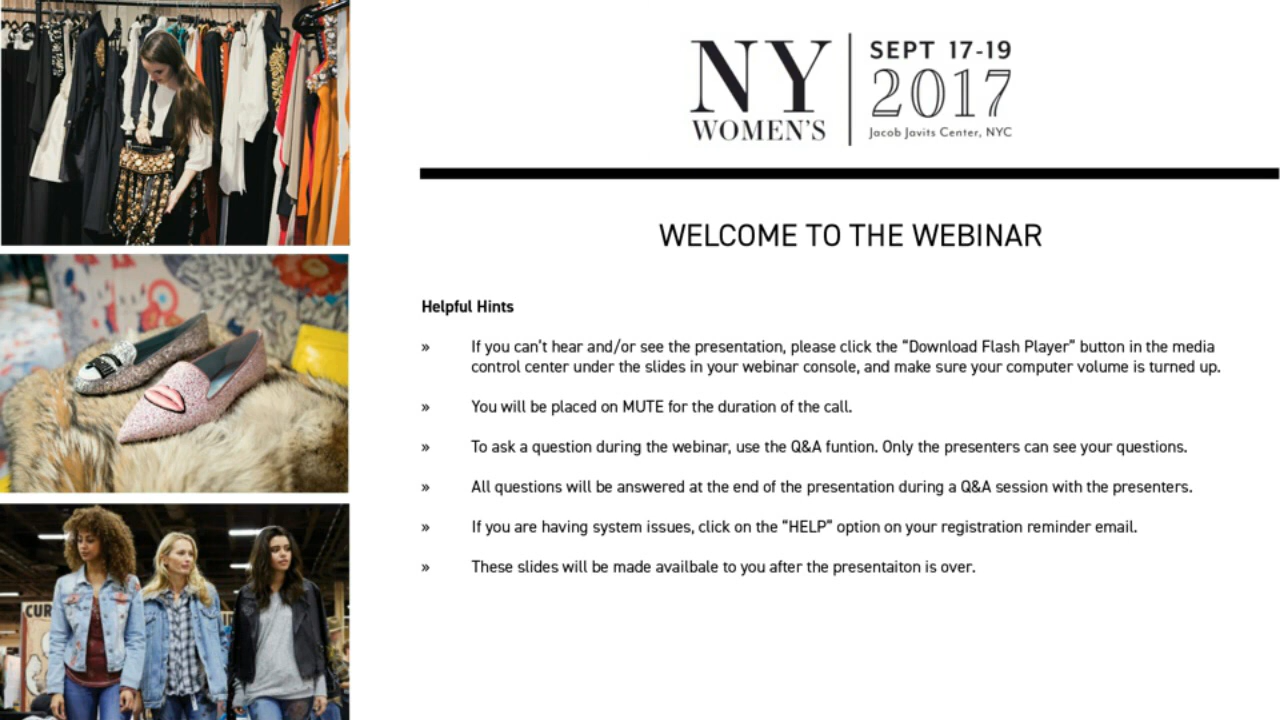 NY
WOMEN'S
SEPT 17-19
2017
Jacob Javits Center, NYC
WELCOME TO THE WEBINAR
Helpful Hints
» If you can't hear and/or see the presentation, please click the “Download Flash Player” button in the media
control center under the slides in your webinar console, and make sure your computer volume is turned up.
» You will be placed on MUTE for the duration of the call.
» To ask a question during the webinar, use the Q&A funtion. Only the presenters can see your questions.
» All questions will be answered at the end of the presentation during a Q&A session with the presenters.
» If you are having system issues, click on the “HELP” option on your registration reminder email.
» These slides will be made availbale to you after the presentaiton is over.
CUR